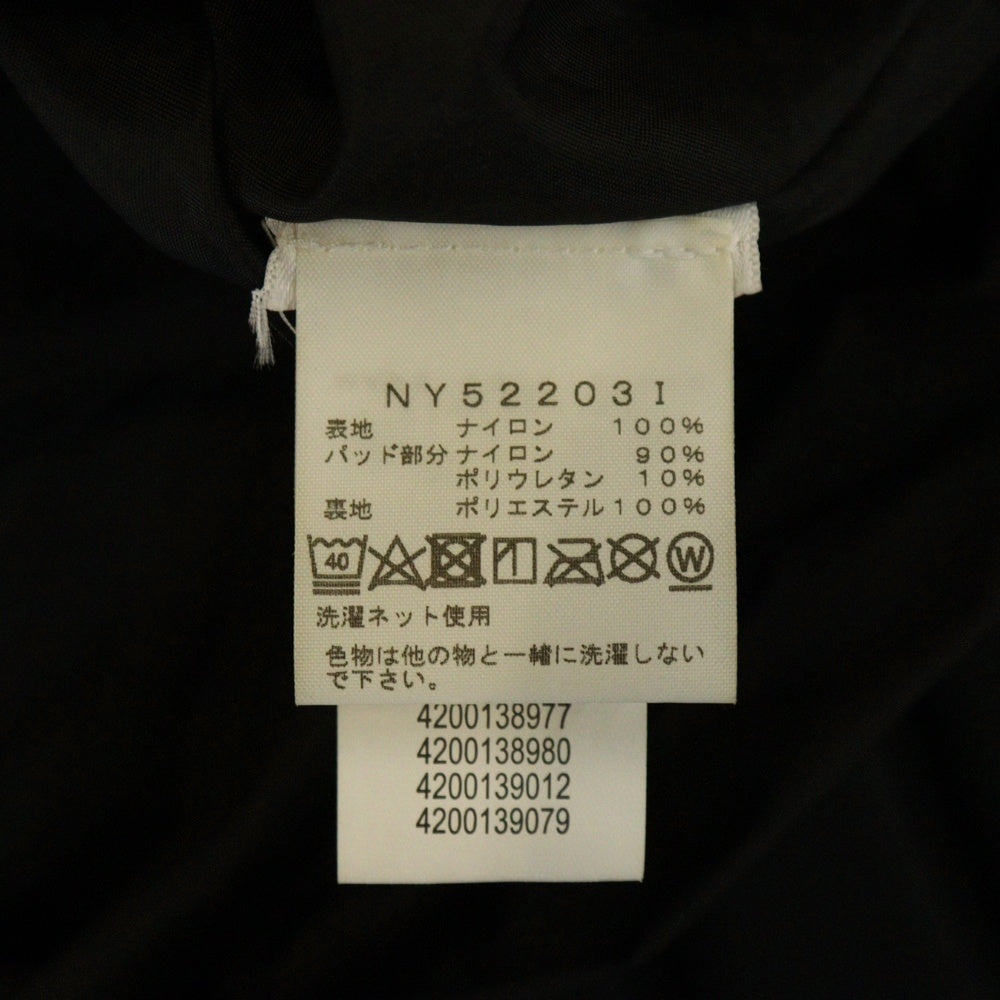 NY52203I
表地 ナイロン 100%
パッド部分 ナイロン 90%
ポリウレタン 10%
裏地 ポリエステル 100%
40 W
洗濯ネット使用
色物は他の物と一緒に洗濯しない
で下さい。
4200138977
4200138980
4200139012
4200139079